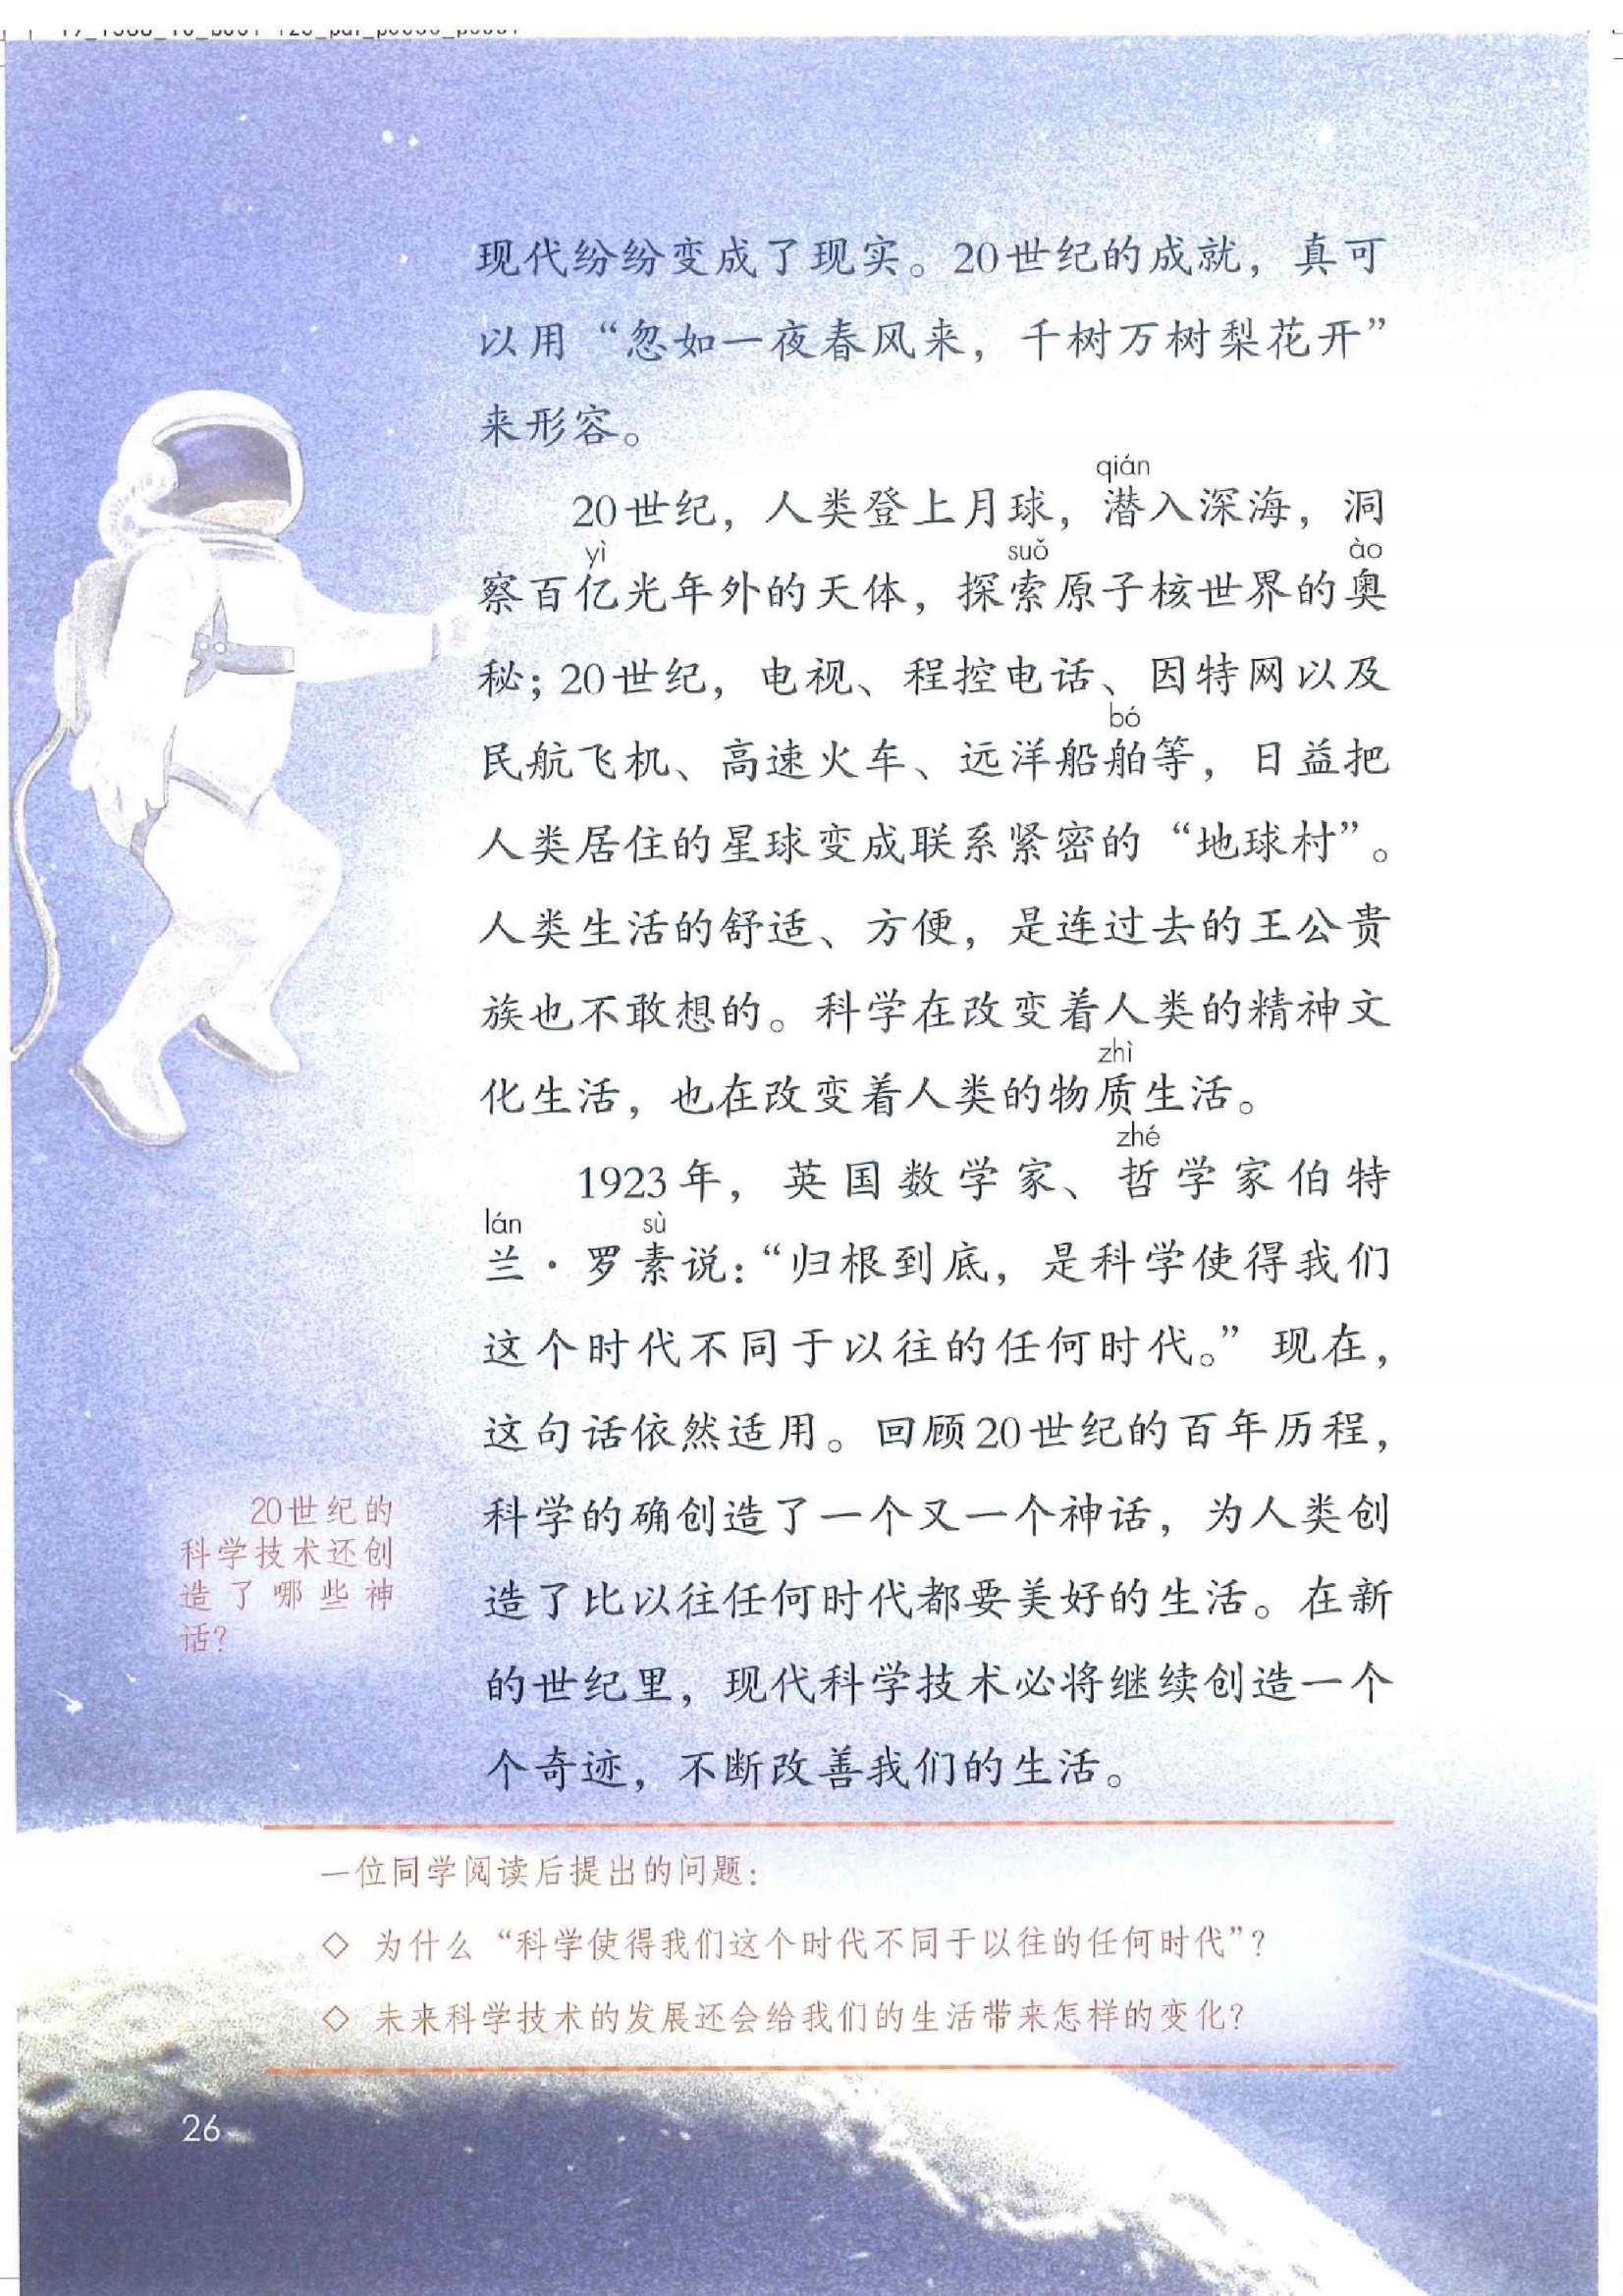 现代纷纷变成了现实。20世纪的成就，真可
以用“忽如一夜春风来，千树万树梨花开”
来形容。
qián
20世纪，人类登上月球，潜入深海，洞
yì suǒ ào
察百亿光年外的天体，探索原子核世界的奥
秘；20世纪，电视、程控电话、因特网以及
bó
民航飞机、高速火车、远洋船舶等，日益把
人类居住的星球变成联系紧密的“地球村”。
人类生活的舒适、方便，是连过去的王公贵
族也不敢想的。科学在改变着人类的精神文
zhì
化生活，也在改变着人类的物质生活。
zhé
1923年，英国数学家、哲学家伯特
lán sù
兰·罗素说：“归根到底，是科学使得我们
这个时代不同于以往的任何时代。”现在，
这句话依然适用。回顾20世纪的百年历程，
科学的确创造了一个又一个神话，为人类创
造了比以往任何时代都要美好的生活。在新
的世纪里，现代科学技术必将继续创造一个
个奇迹，不断改善我们的生活。
20世纪的
科学技术还创
造了哪些神
话？
一位同学阅读后提出的问题：
◇ 为什么“科学使得我们这个时代不同于以往的任何时代”？
◇ 未来科学技术的发展还会给我们的生活带来怎样的变化？
26